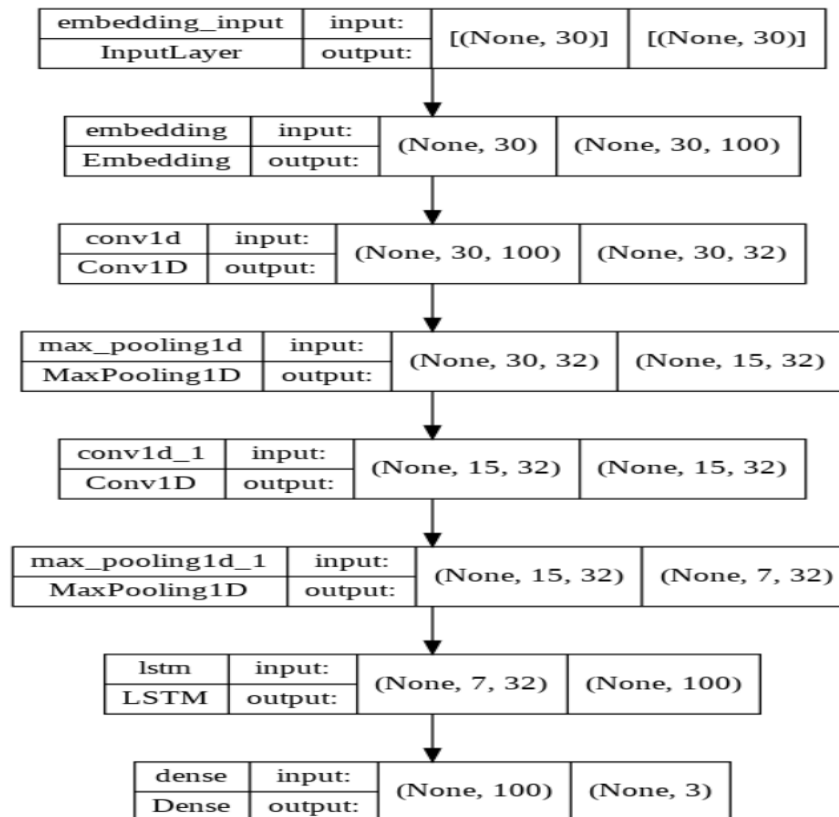 embedding_input input: [(None, 30)] [(None, 30)]
InputLayer output:
embedding input: (None, 30) (None, 30, 100)
Embedding output:
conv1d input: (None, 30, 100) (None, 30, 32)
Conv1D output:
max_pooling1d input: (None, 30, 32) (None, 15, 32)
MaxPooling1D output:
conv1d_1 input: (None, 15, 32) (None, 15, 32)
Conv1D output:
max_pooling1d_1 input: (None, 15, 32) (None, 7, 32)
MaxPooling1D output:
lstm input: (None, 7, 32) (None, 100)
LSTM output:
dense input: (None, 100) (None, 3)
Dense output: